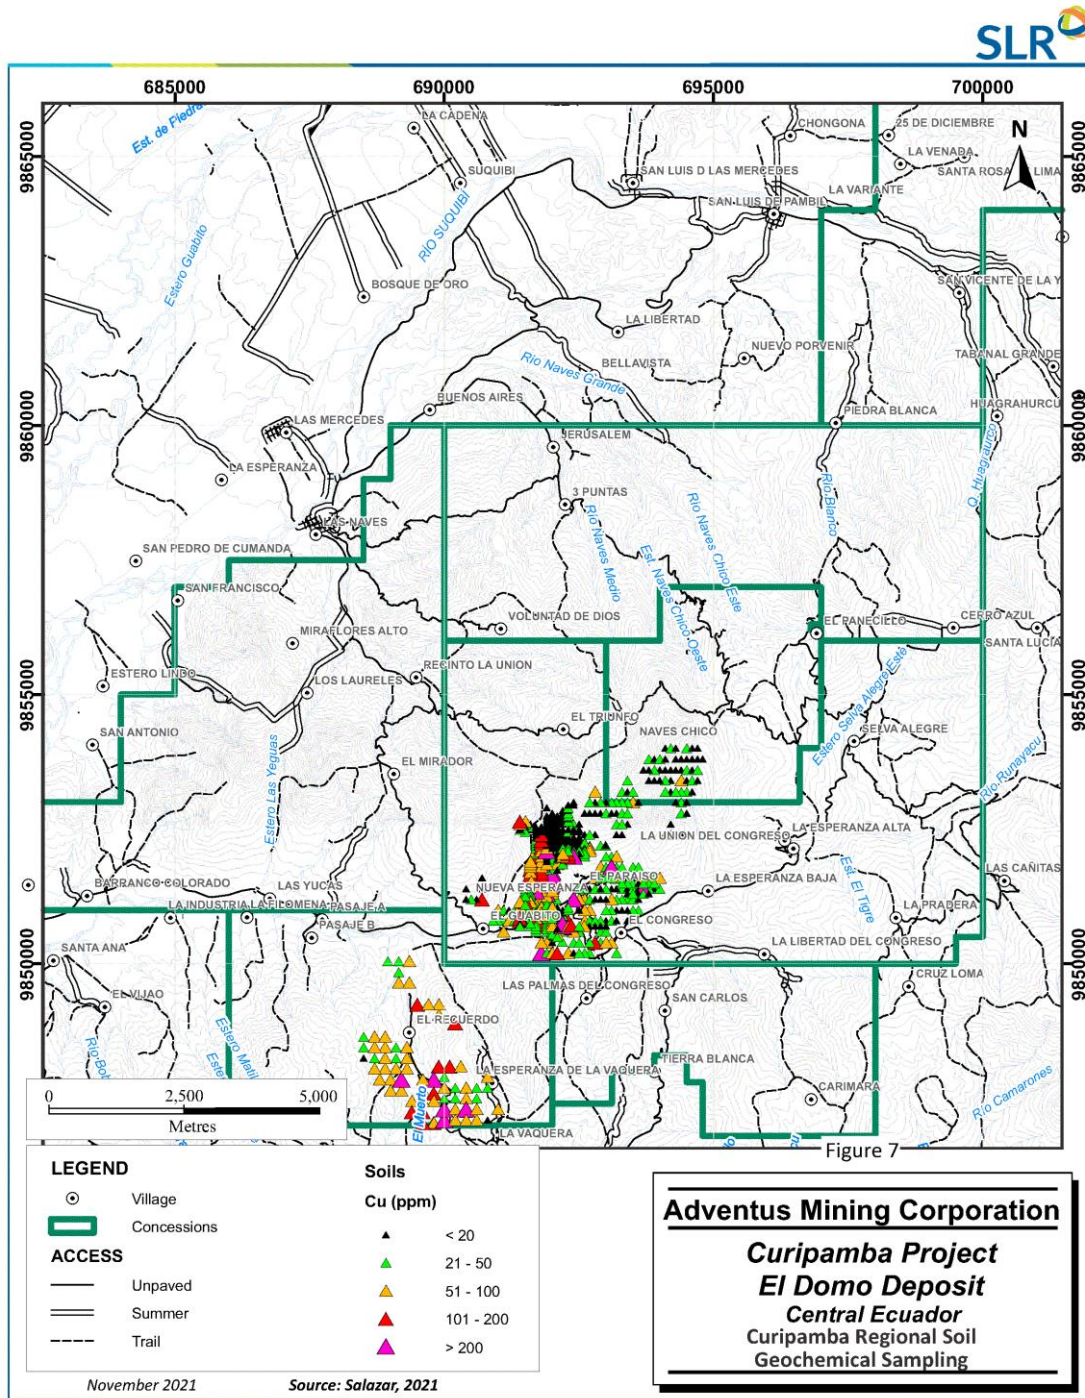 SLR
685000 690000 695000 700000
LA CADENA
CHONGONA
25 DE DICIEMBRE
Est. de Piedra
N
9865000
9865000
LA VENADA
SUQUIBI
SAN LUIS D LAS MERCEDES
SANTA ROSA
LIMA
LA VARIANTE
SAN LUIS DE PAMBIL
RIO SUQUIBI
Estero Guabito
BOSQUE DE ORO
SAN VICENTE DE LA Y
LA LIBERTAD
NUEVO PORVENIR
TABANAL GRANDE
BELLAVISTA
Rio Naves Grande
BUENOS AIRES
HUAGRAHURCU
PIEDRA BLANCA
9860000
9860000
LAS MERCEDES
JERUSALEM
LA ESPERANZA
Q. Huagraurco
3 PUNTAS
Rio Blanco
LAS NAVES
Rio Naves Medio
Rio Naves Chico Este
SAN PEDRO DE CUMANDA
Est. Naves Chico Oeste
SAN FRANCISCO
VOLUNTAD DE DIOS
CERRO AZUL
EL PANECILLO
MIRAFLORES ALTO
SANTA LUCIA
RECINTO LA UNION
ESTERO LINDO
LOS LAURELES
9855000
9855000
Estero Selva Alegre Este
EL TRIUNFO
SAN ANTONIO
NAVES CHICO
SELVA ALEGRE
EL MIRADOR
Rio Runayacu
Estero Las Yeguas
LA UNION DEL CONGRESO
LA ESPERANZA ALTA
LAS CAÑITAS
EL PARAISO
LA ESPERANZA BAJA
BARRANCO COLORADO
LAS YUCAS
NUEVA ESPERANZA
Est. El Tigre
LA INDUSTRIA
LA FILOMENA
PASAJE A
LA PRADERA
EL GUABITO
EL CONGRESO
PASAJE B
SANTA ANA
LA LIBERTAD DEL CONGRESO
9850000
9850000
CRUZ LOMA
LAS PALMAS DEL CONGRESO
EL VIJAO
SAN CARLOS
EL RECUERDO
TIERRA BLANCA
LA ESPERANZA DE LA VAQUERA
CARIMARA
Rio Camarones
El Muerto
LA VAQUERA
0 2,500 5,000
Metres
Figure 7
LEGEND
Village
Concessions
ACCESS
Unpaved
Summer
Trail
Soils
Cu (ppm)
< 20
21 - 50
51 - 100
101 - 200
> 200
November 2021
Source: Salazar, 2021
Adventus Mining Corporation
Curipamba Project
El Domo Deposit
Central Ecuador
Curipamba Regional Soil
Geochemical Sampling